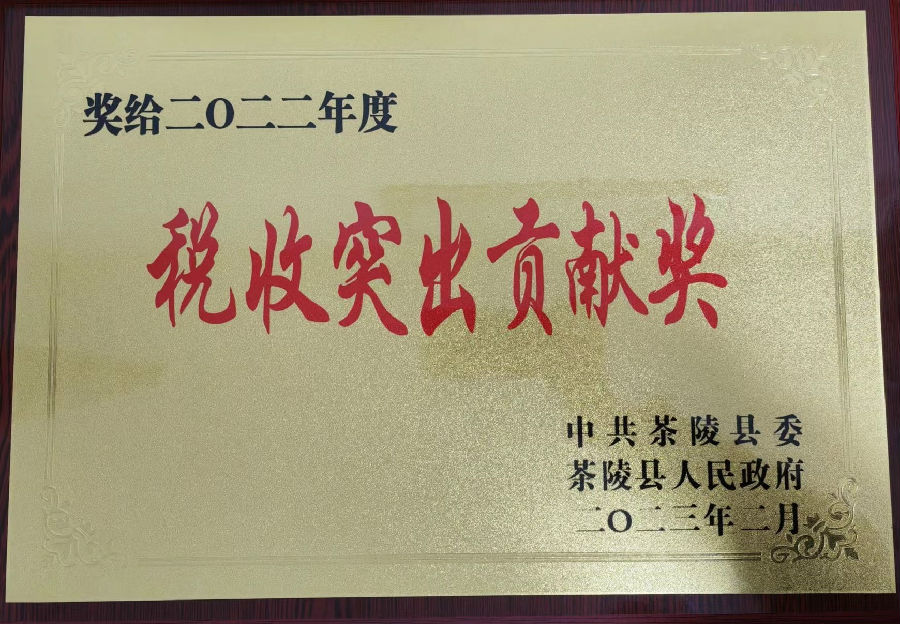 奖给二〇二二年度
税收突出贡献奖
中共茶陵县委
茶陵县人民政府
二〇二三年二月